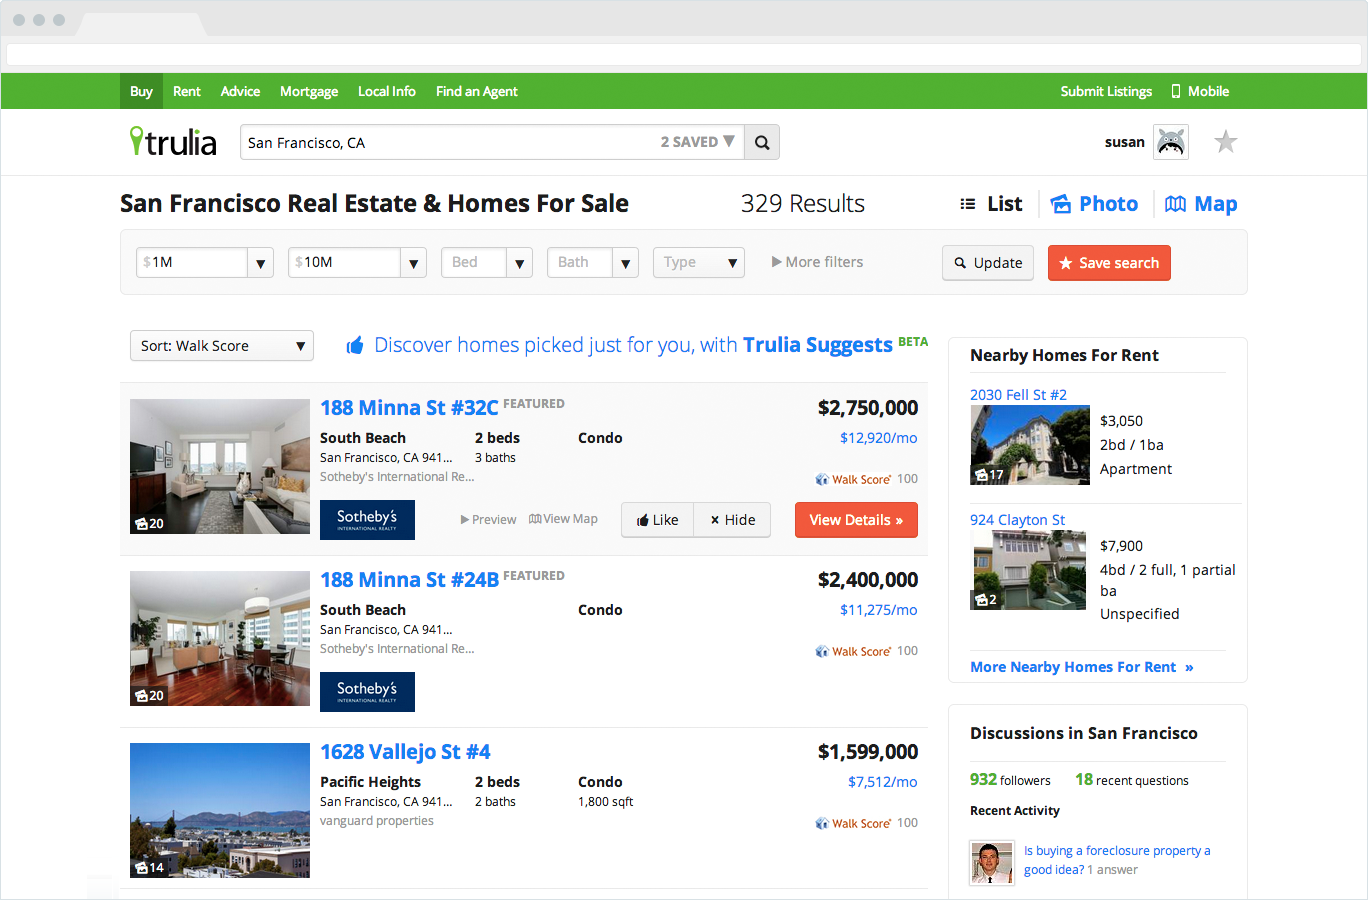 Buy Rent Advice Mortgage Local Info Find an Agent Submit Listings Mobile
trulia San Francisco, CA 2 SAVED susan
San Francisco Real Estate & Homes For Sale 329 Results List Photo Map
$1M $10M Bed Bath Type More filters Update Save search
Sort: Walk Score Discover homes picked just for you, with Trulia Suggests BETA
188 Minna St #32C FEATURED $2,750,000
South Beach 2 beds Condo $12,920/mo
San Francisco, CA 941... 3 baths
Sotheby's International Re... Walk Score® 100
20
Sotheby's
INTERNATIONAL REALTY
Preview View Map Like × Hide View Details »
188 Minna St #24B FEATURED $2,400,000
South Beach Condo $11,275/mo
San Francisco, CA 941...
Sotheby's International Re... Walk Score® 100
20
Sotheby's
INTERNATIONAL REALTY
1628 Vallejo St #4 $1,599,000
Pacific Heights 2 beds Condo $7,512/mo
San Francisco, CA 941... 2 baths 1,800 sqft
vanguard properties Walk Score® 100
14
Nearby Homes For Rent
2030 Fell St #2
$3,050
2bd / 1ba
Apartment
17
924 Clayton St
$7,900
4bd / 2 full, 1 partial
ba
Unspecified
2
More Nearby Homes For Rent »
Discussions in San Francisco
932 followers 18 recent questions
Recent Activity
Is buying a foreclosure property a
good idea? 1 answer